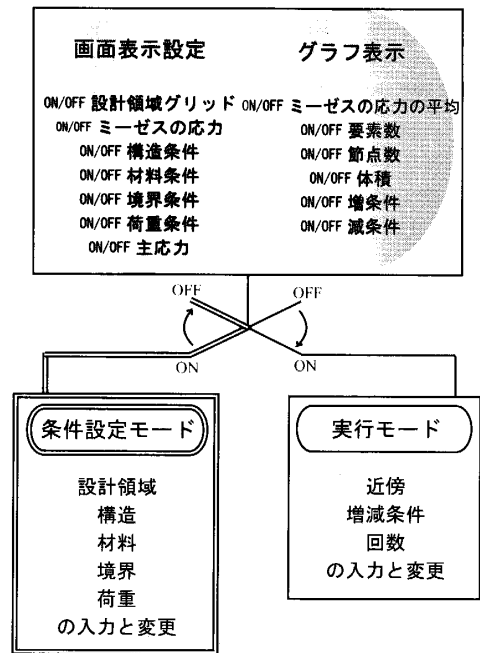 画面表示設定
ON/OFF 設計領域グリッド
ON/OFF ミーゼスの応力
ON/OFF 構造条件
ON/OFF 材料条件
ON/OFF 境界条件
ON/OFF 荷重条件
ON/OFF 主応力
グラフ表示
ON/OFF ミーゼスの応力の平均
ON/OFF 要素数
ON/OFF 節点数
ON/OFF 体積
ON/OFF 増条件
ON/OFF 減条件
OFF
OFF
ON
ON
条件設定モード
設計領域
構造
材料
境界
荷重
の入力と変更
実行モード
近傍
増減条件
回数
の入力と変更